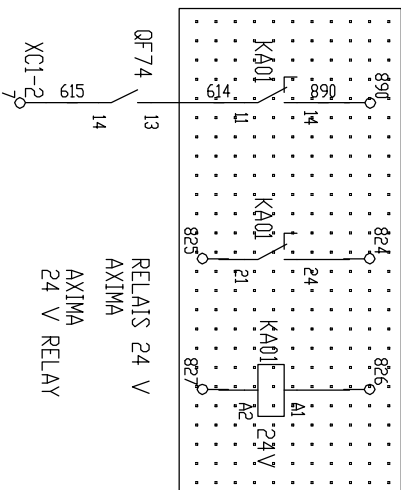 890
KA01
890
14
11
614
QF74
13
14
615
XC1-2
7
824
KA01
24
21
825
826
KA01
A1
24V
A2
827
RELAIS 24 V
AXIMA
AXIMA
24 V RELAY